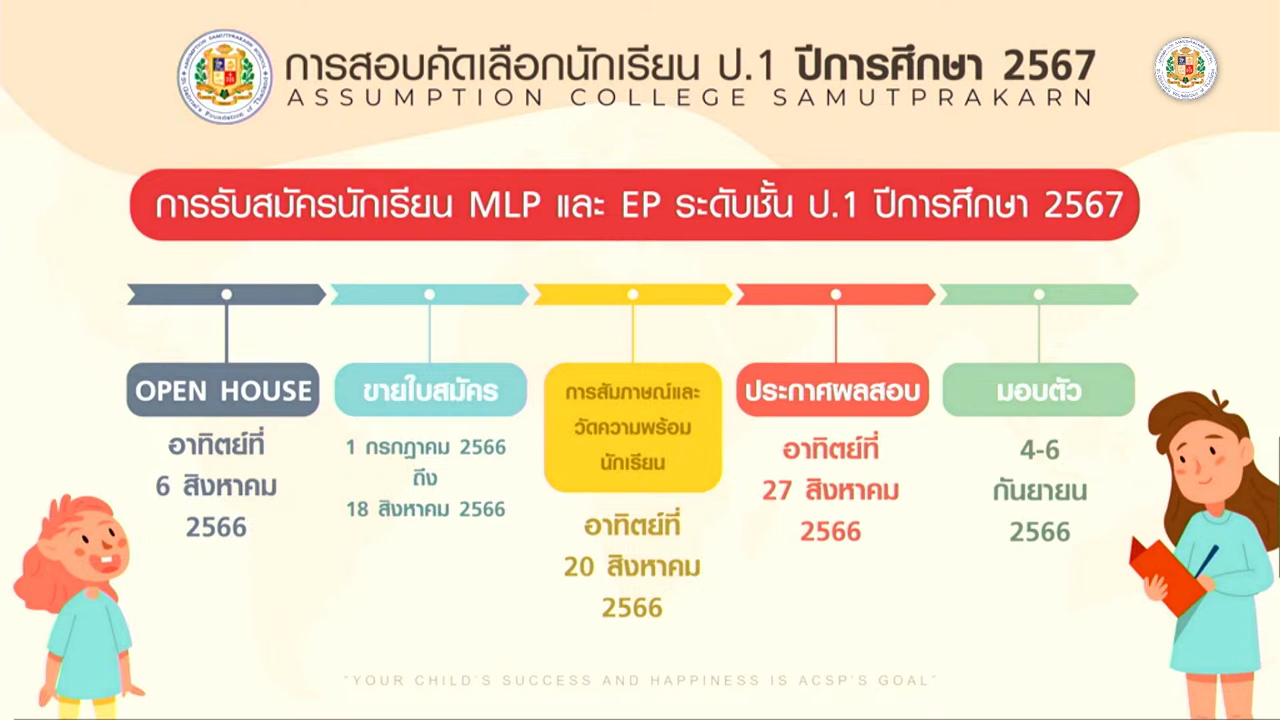 การสอบคัดเลือกนักเรียน ป.1 ปีการศึกษา 2567
ASSUMPTION COLLEGE SAMUTPRAKARN
การรับสมัครนักเรียน MLP และ EP ระดับชั้น ป.1 ปีการศึกษา 2567
OPEN HOUSE
อาทิตย์ที่
6 สิงหาคม
2566
ขายใบสมัคร
1 กรกฎาคม 2566
ถึง
18 สิงหาคม 2566
การสัมภาษณ์และ
วัดความพร้อม
นักเรียน
อาทิตย์ที่
20 สิงหาคม
2566
ประกาศผลสอบ
อาทิตย์ที่
27 สิงหาคม
2566
มอบตัว
4-6
กันยายน
2566
"YOUR CHILD'S SUCCESS AND HAPPINESS IS ACSP'S GOAL"